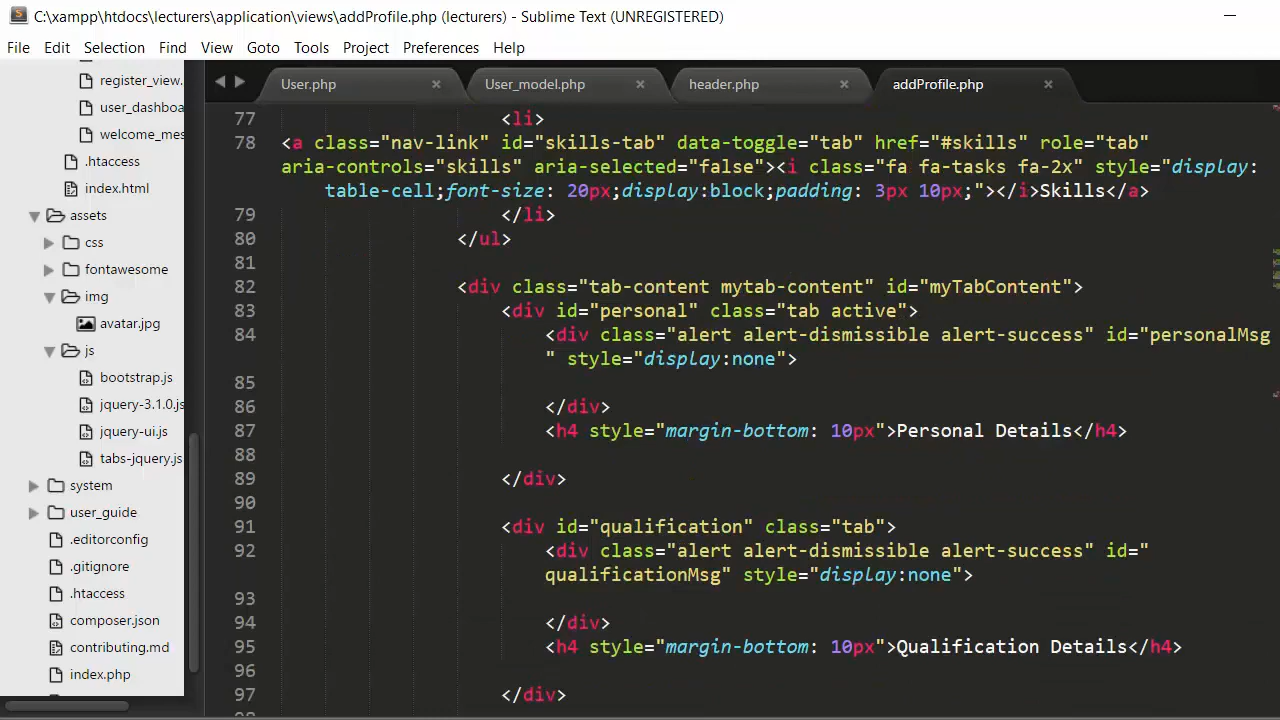 C:\xampp\htdocs\lecturers\application\views\addProfile.php (lecturers) - Sublime Text (UNREGISTERED)
File Edit Selection Find View Goto Tools Project Preferences Help
register_view.
user_dashboa
welcome_mes
.htaccess
index.html
assets
css
fontawesome
img
avatar.jpg
js
bootstrap.js
jquery-3.1.0.js
jquery-ui.js
tabs-jquery.js
system
user_guide
.editorconfig
.gitignore
.htaccess
composer.json
contributing.md
index.php
User.php User_model.php header.php addProfile.php
77 <li>
78 <a class="nav-link" id="skills-tab" data-toggle="tab" href="#skills" role="tab"
aria-controls="skills" aria-selected="false"><i class="fa fa-tasks fa-2x" style="display:
table-cell;font-size: 20px;display:block;padding: 3px 10px;"></i>Skills</a>
79 </li>
80 </ul>
81
82 <div class="tab-content mytab-content" id="myTabContent">
83 <div id="personal" class="tab active">
84 <div class="alert alert-dismissible alert-success" id="personalMsg
" style="display:none">
85
86 </div>
87 <h4 style="margin-bottom: 10px">Personal Details</h4>
88
89 </div>
90
91 <div id="qualification" class="tab">
92 <div class="alert alert-dismissible alert-success" id="
qualificationMsg" style="display:none">
93
94 </div>
95 <h4 style="margin-bottom: 10px">Qualification Details</h4>
96
97 </div>